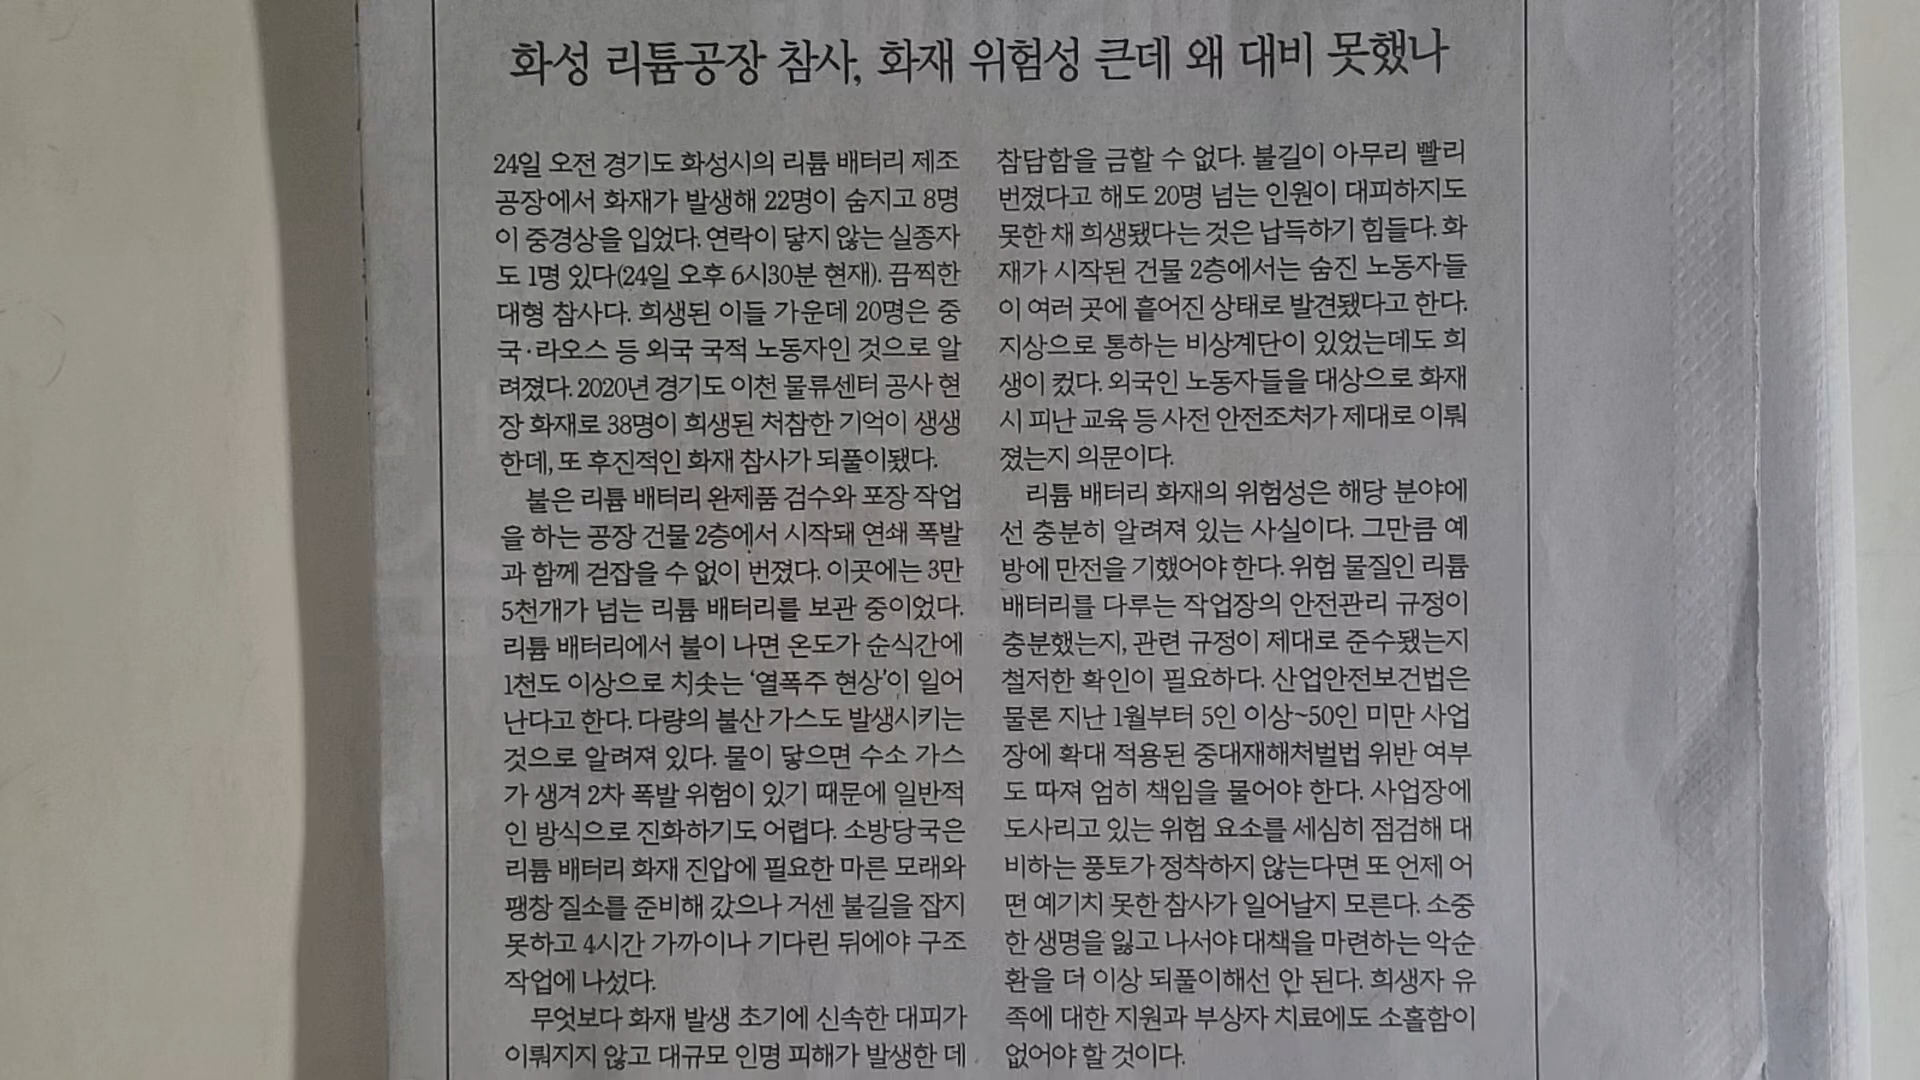 화성 리튬공장 참사, 화재 위험성 큰데 왜 대비 못했나
24일 오전 경기도 화성시의 리튬 배터리 제조
공장에서 화재가 발생해 22명이 숨지고 8명
이 중경상을 입었다. 연락이 닿지 않는 실종자
도 1명 있다(24일 오후 6시30분 현재). 끔찍한
대형 참사다. 희생된 이들 가운데 20명은 중
국·라오스 등 외국 국적 노동자인 것으로 알
려졌다. 2020년 경기도 이천 물류센터 공사 현
장 화재로 38명이 희생된 처참한 기억이 생생
한데, 또 후진적인 화재 참사가 되풀이됐다.
불은 리튬 배터리 완제품 검수와 포장 작업
을 하는 공장 건물 2층에서 시작돼 연쇄 폭발
과 함께 걷잡을 수 없이 번졌다. 이곳에는 3만
5천개가 넘는 리튬 배터리를 보관 중이었다.
리튬 배터리에서 불이 나면 온도가 순식간에
1천도 이상으로 치솟는 ‘열폭주 현상’이 일어
난다고 한다. 다량의 불산 가스도 발생시키는
것으로 알려져 있다. 물이 닿으면 수소 가스
가 생겨 2차 폭발 위험이 있기 때문에 일반적
인 방식으로 진화하기도 어렵다. 소방당국은
리튬 배터리 화재 진압에 필요한 마른 모래와
팽창 질소를 준비해 갔으나 거센 불길을 잡지
못하고 4시간 가까이나 기다린 뒤에야 구조
작업에 나섰다.
무엇보다 화재 발생 초기에 신속한 대피가
이뤄지지 않고 대규모 인명 피해가 발생한 데
참담함을 금할 수 없다. 불길이 아무리 빨리
번졌다고 해도 20명 넘는 인원이 대피하지도
못한 채 희생됐다는 것은 납득하기 힘들다. 화
재가 시작된 건물 2층에서는 숨진 노동자들
이 여러 곳에 흩어진 상태로 발견됐다고 한다.
지상으로 통하는 비상계단이 있었는데도 희
생이 컸다. 외국인 노동자들을 대상으로 화재
시 피난 교육 등 사전 안전조처가 제대로 이뤄
졌는지 의문이다.
리튬 배터리 화재의 위험성은 해당 분야에
선 충분히 알려져 있는 사실이다. 그만큼 예
방에 만전을 기했어야 한다. 위험 물질인 리튬
배터리를 다루는 작업장의 안전관리 규정이
충분했는지, 관련 규정이 제대로 준수됐는지
철저한 확인이 필요하다. 산업안전보건법은
물론 지난 1월부터 5인 이상~50인 미만 사업
장에 확대 적용된 중대재해처벌법 위반 여부
도 따져 엄히 책임을 물어야 한다. 사업장에
도사리고 있는 위험 요소를 세심히 점검해 대
비하는 풍토가 정착하지 않는다면 또 언제 어
떤 예기치 못한 참사가 일어날지 모른다. 소중
한 생명을 잃고 나서야 대책을 마련하는 악순
환을 더 이상 되풀이해선 안 된다. 희생자 유
족에 대한 지원과 부상자 치료에도 소홀함이
없어야 할 것이다.